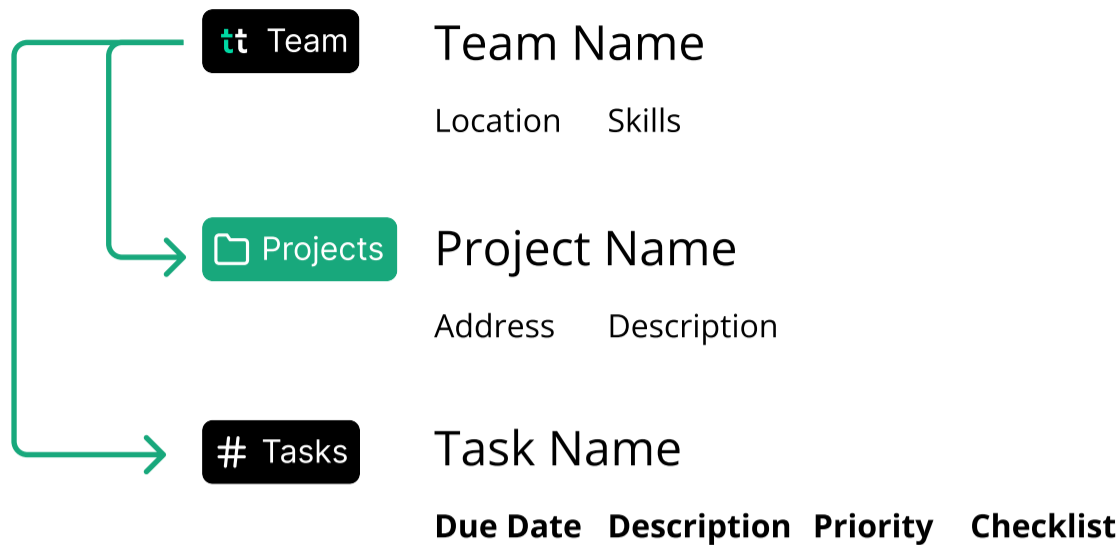 tt Team Team Name
Location Skills
Projects Project Name
Address Description
# Tasks Task Name
Due Date Description Priority Checklist